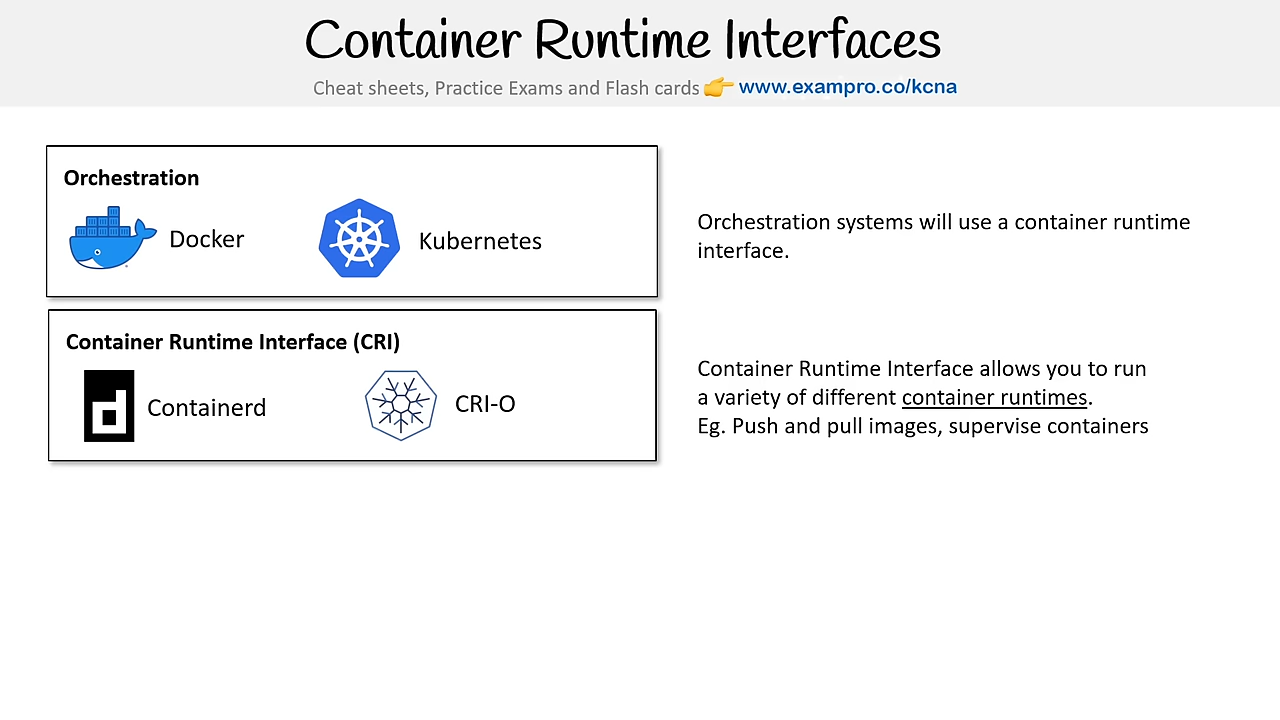 Container Runtime Interfaces
Cheat sheets, Practice Exams and Flash cards 👉 www.exampro.co/kcna
Orchestration
Docker
Kubernetes
Orchestration systems will use a container runtime
interface.
Container Runtime Interface (CRI)
Containerd
CRI-O
Container Runtime Interface allows you to run
a variety of different container runtimes.
Eg. Push and pull images, supervise containers